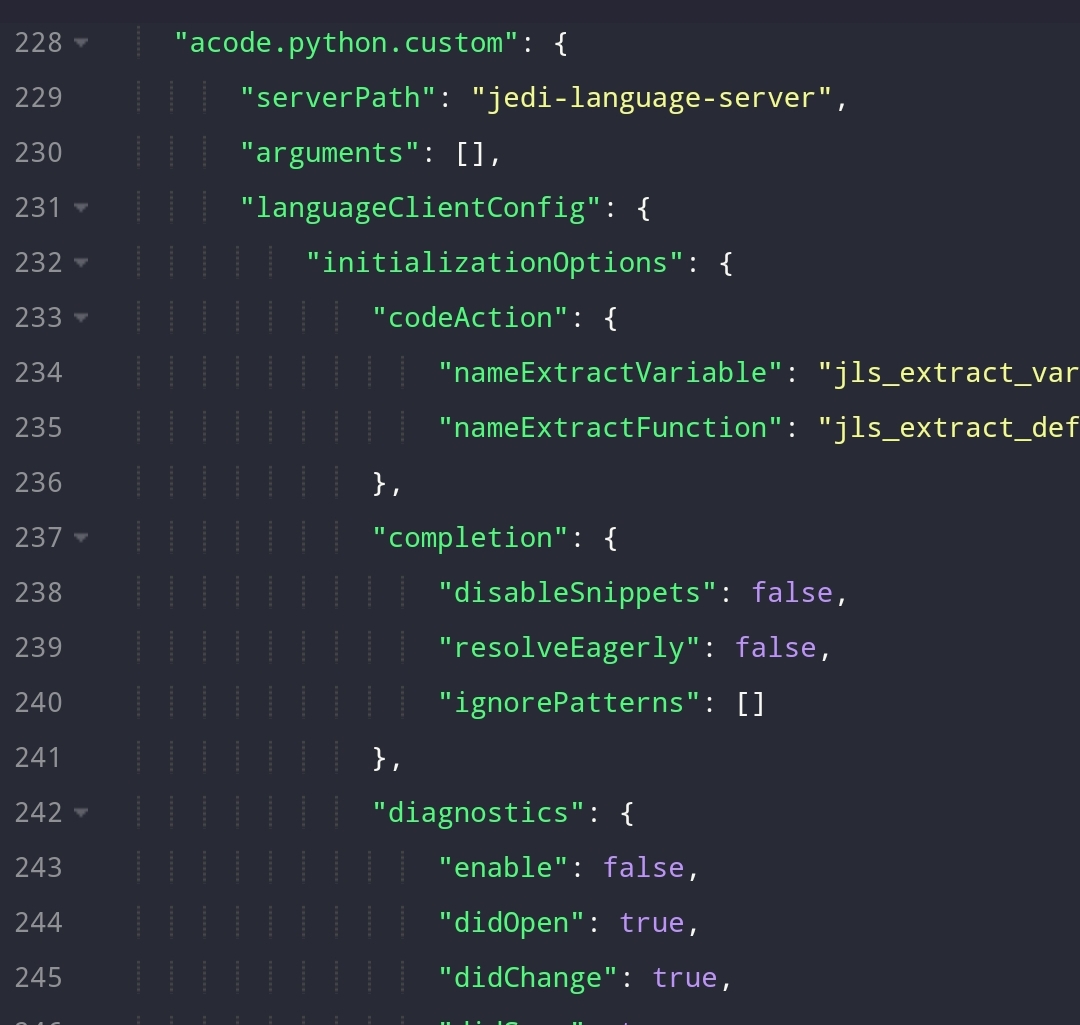 228 "acode.python.custom": {
229 "serverPath": "jedi-language-server",
230 "arguments": [],
231 "languageClientConfig": {
232 "initializationOptions": {
233 "codeAction": {
234 "nameExtractVariable": "jls_extract_var
235 "nameExtractFunction": "jls_extract_def
236 },
237 "completion": {
238 "disableSnippets": false,
239 "resolveEagerly": false,
240 "ignorePatterns": []
241 },
242 "diagnostics": {
243 "enable": false,
244 "didOpen": true,
245 "didChange": true,